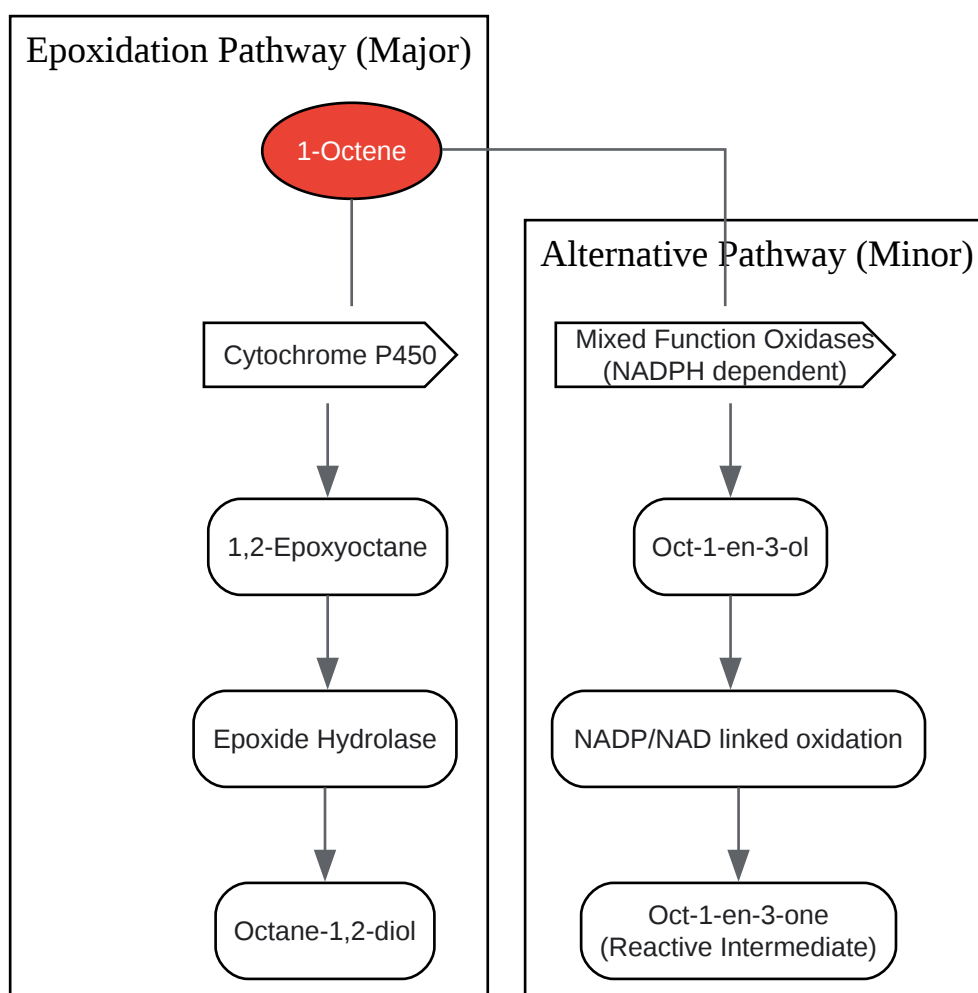 Epoxidation Pathway (Major)
1-Octene
Alternative Pathway (Minor)
Cytochrome P450
Mixed Function Oxidases
(NADPH dependent)
1,2-Epoxyoctane
Oct-1-en-3-ol
Epoxide Hydrolase
NADP/NAD linked oxidation
Octane-1,2-diol
Oct-1-en-3-one
(Reactive Intermediate)